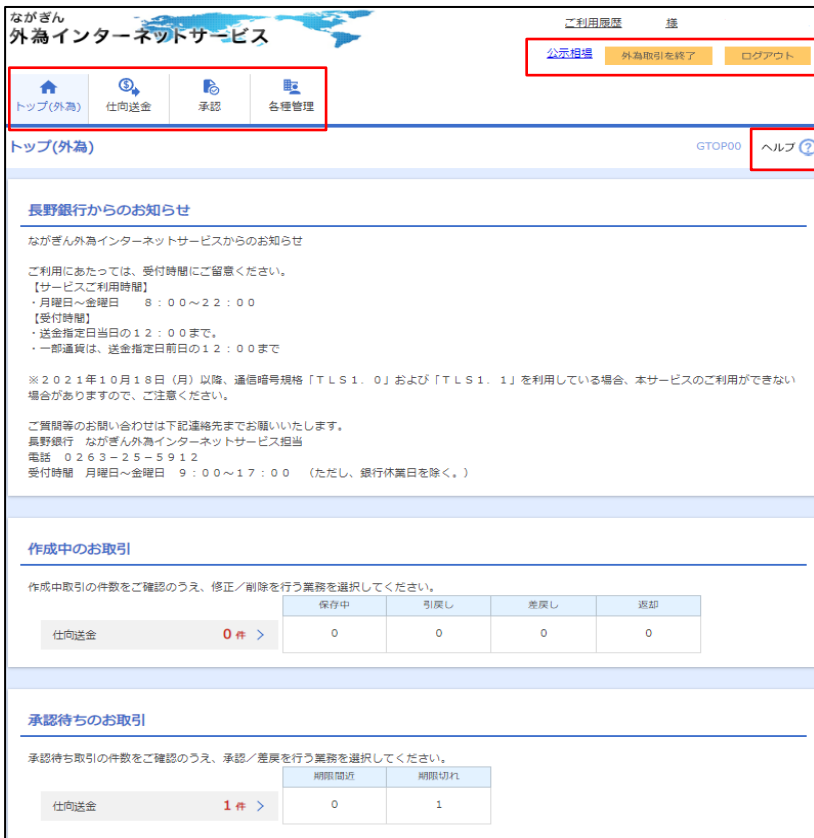 ながぎん
外為インターネットサービス
ご利用履歴 様
公示相場 外為取引を終了 ログアウト
トップ(外為) 仕向送金 承認 各種管理
トップ(外為)
GTOP00 ヘルプ ?
長野銀行からのお知らせ
ながぎん外為インターネットサービスからのお知らせ
ご利用にあたっては、受付時間にご留意ください。
【サービスご利用時間】
・月曜日～金曜日　　８：００～２２：００
【受付時間】
・送金指定日当日の１２：００まで。
・一部通貨は、送金指定日前日の１２：００まで
※２０２１年１０月１８日（月）以降、通信暗号規格「ＴＬＳ１．０」および「ＴＬＳ１．１」を利用している場合、本サービスのご利用ができない
場合がありますので、ご注意ください。
ご質問等のお問い合わせは下記連絡先までお願いいたします。
長野銀行　ながぎん外為インターネットサービス担当
電話　０２６３－２５－５９１２
受付時間　月曜日～金曜日　９：００～１７：００　（ただし、銀行休業日を除く。）
作成中のお取引
作成中取引の件数をご確認のうえ、修正／削除を行う業務を選択してください。
保存中 引戻し 差戻し 返却
仕向送金 0 件 > 0 0 0 0
承認待ちのお取引
承認待ち取引の件数をご確認のうえ、承認／差戻を行う業務を選択してください。
期限間近 期限切れ
仕向送金 1 件 > 0 1